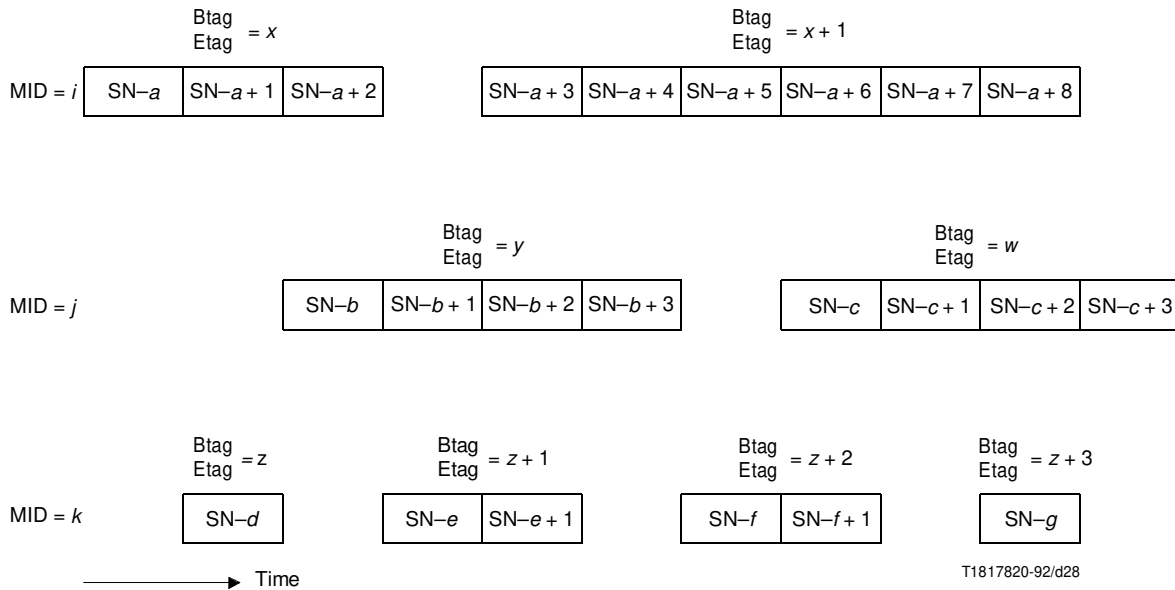 Btag
Etag = x
Btag
Etag = x + 1
MID = i SN–a SN–a + 1 SN–a + 2 SN–a + 3 SN–a + 4 SN–a + 5 SN–a + 6 SN–a + 7 SN–a + 8
Btag
Etag = y
Btag
Etag = w
MID = j SN–b SN–b + 1 SN–b + 2 SN–b + 3 SN–c SN–c + 1 SN–c + 2 SN–c + 3
Btag
Etag = z
Btag
Etag = z + 1
Btag
Etag = z + 2
Btag
Etag = z + 3
MID = k SN–d SN–e SN–e + 1 SN–f SN–f + 1 SN–g
Time
T1817820-92/d28